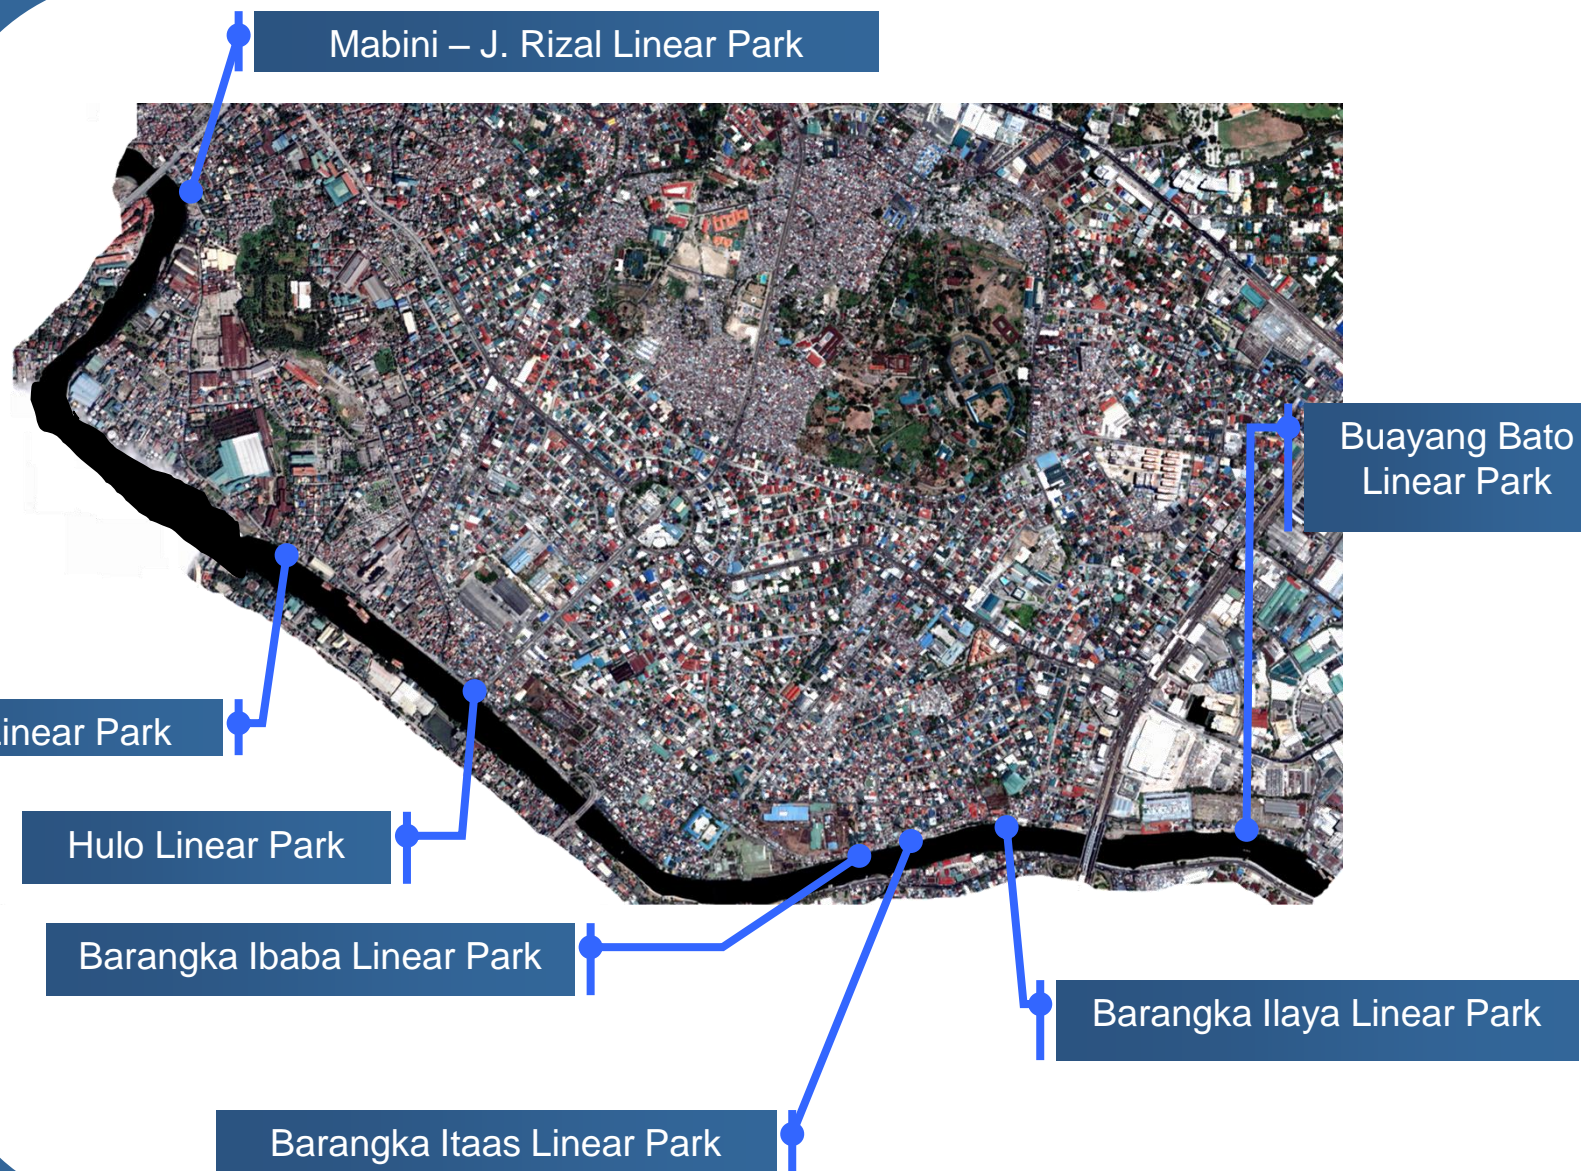 Mabini – J. Rizal Linear Park
Buayang Bato
Linear Park
Linear Park
Hulo Linear Park
Barangka Ibaba Linear Park
Barangka Ilaya Linear Park
Barangka Itaas Linear Park